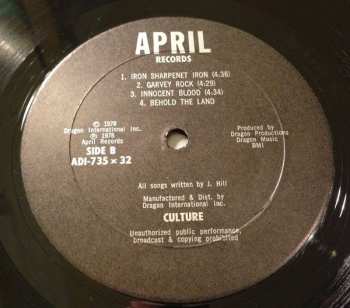 APRIL
RECORDS
1. IRON SHARPENET IRON (4:36)
2. GARVEY ROCK (4:29)
3. INNOCENT BLOOD (4.34)
4. BEHOLD THE LAND
℗ 1978
Dragon International Inc.
© 1978
April Records
SIDE B
ADI-735 x 32
Produced by
Dragon Productions
Dragon Music
BMI
All songs written by J. Hill
Manufactured & Dist. by
Dragon International Inc.
CULTURE
Unauthorized public performance,
broadcast & copying prohibited